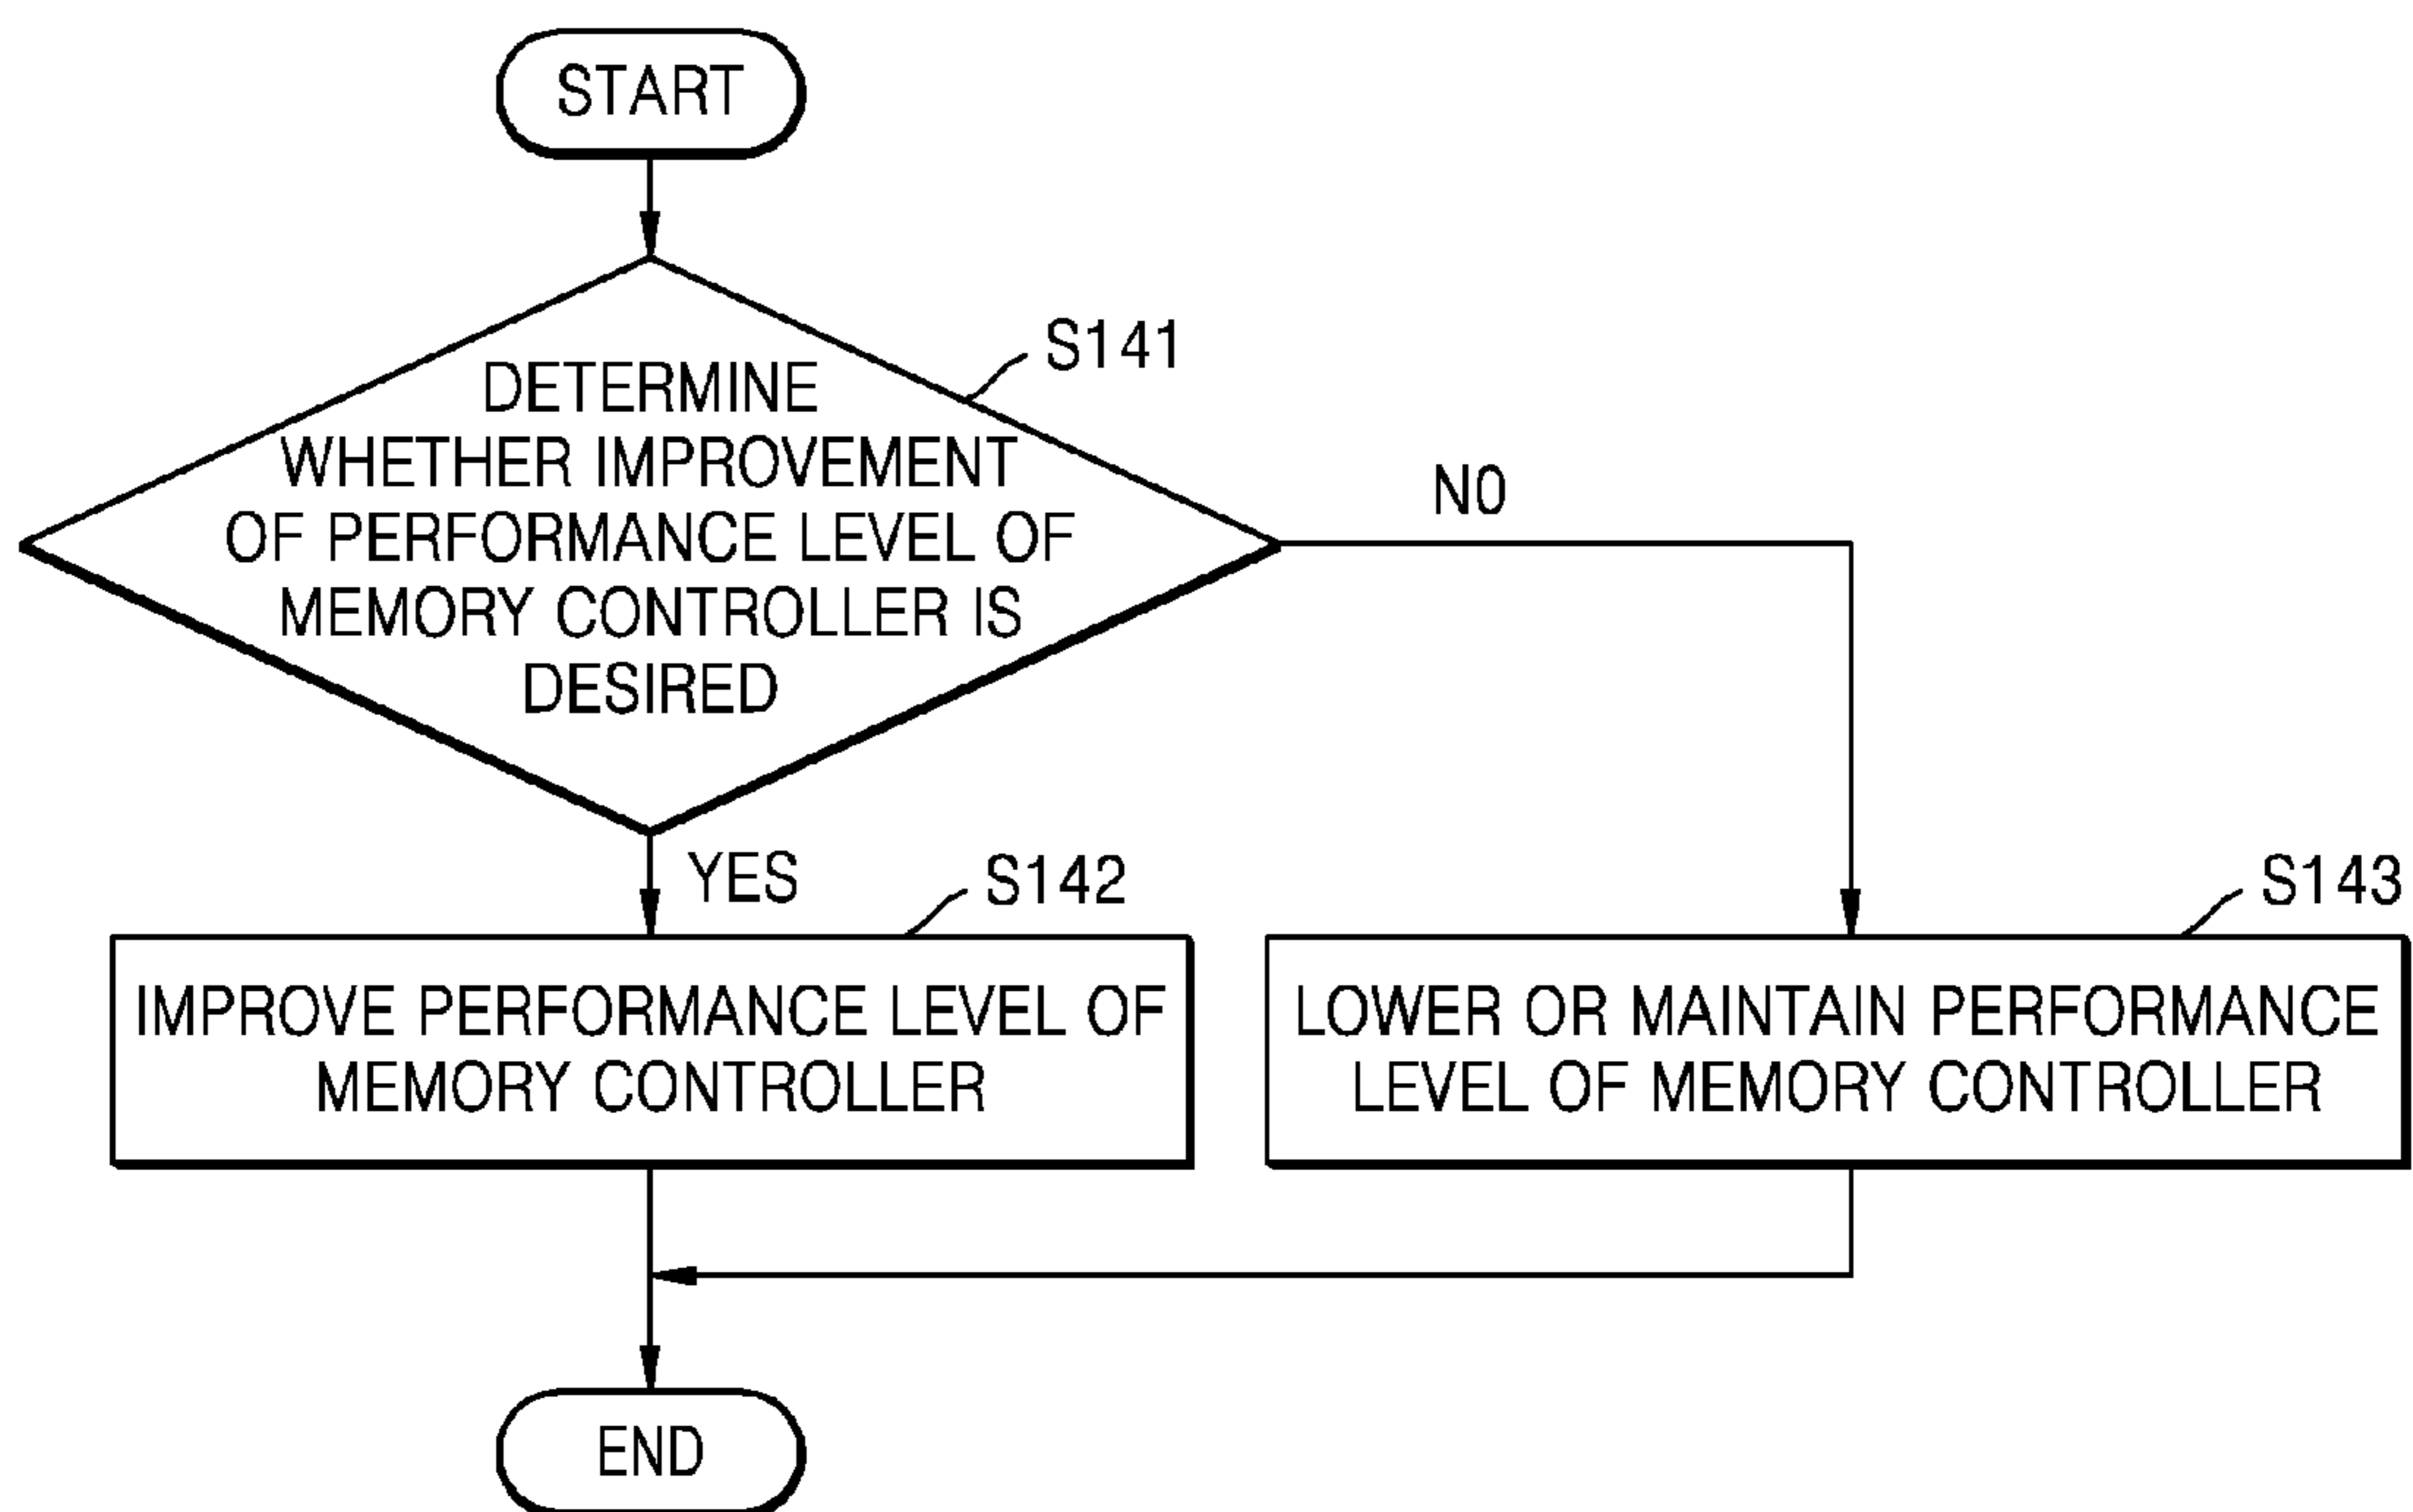 START
S141
DETERMINE
WHETHER IMPROVEMENT
OF PERFORMANCE LEVEL OF
MEMORY CONTROLLER IS
DESIRED
NO
YES
S142
S143
IMPROVE PERFORMANCE LEVEL OF
MEMORY CONTROLLER
LOWER OR MAINTAIN PERFORMANCE
LEVEL OF MEMORY CONTROLLER
END